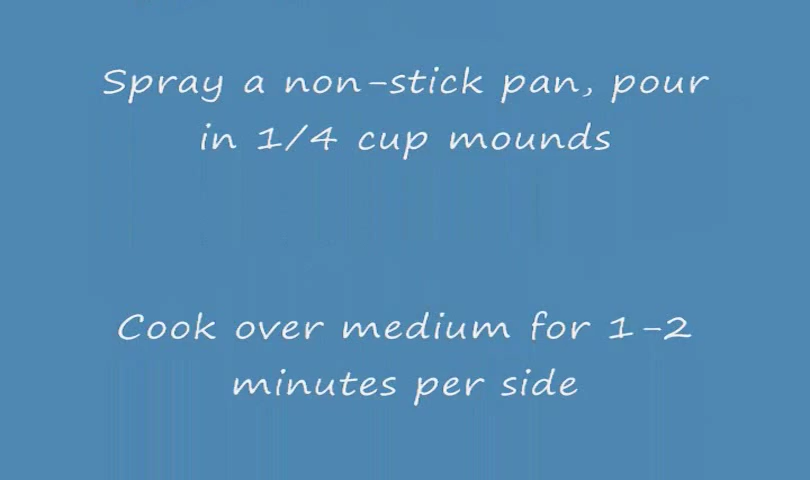 Spray a non-stick pan, pour
in 1/4 cup mounds
Cook over medium for 1-2
minutes per side